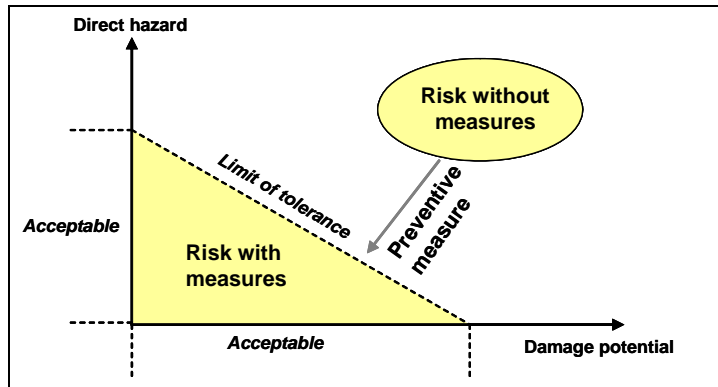 Direct hazard
Risk without
measures
Limit of tolerance
Preventive
measure
Acceptable
Risk with
measures
Acceptable
Damage potential